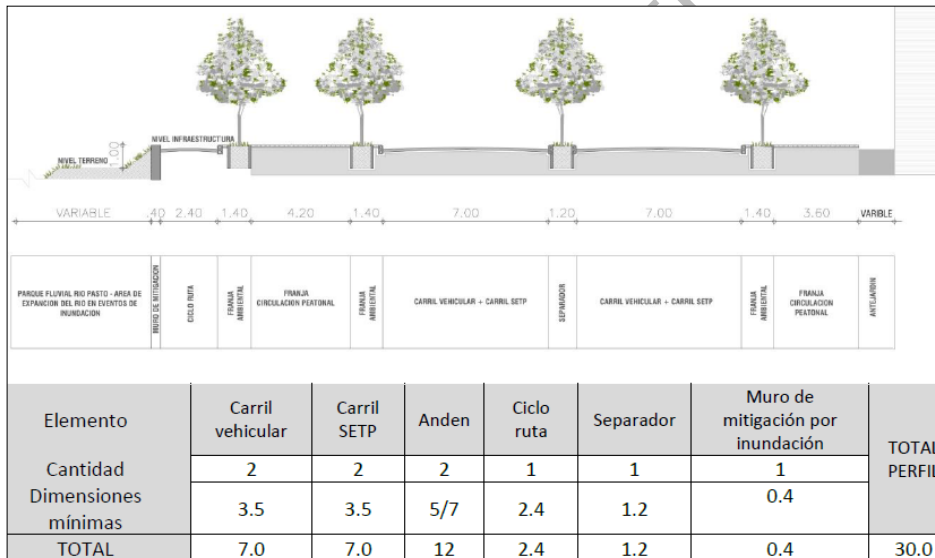 NIVEL INFRAESTRUCTURA
NIVEL TERRENO
1.00
VARIABLE .40 2.40 1.40 4.20 1.40 7.00 1.20 7.00 1.40 3.60 VARIBLE
PARQUE FLUVIAL RIO PASTO - AREA DE
EXPANCION DEL RIO EN EVENTOS DE
INUNDACION
MURO DE MITIGACION
CICLO RUTA
FRANJA
AMBIENTAL
FRANJA
CIRCULACION PEATONAL
FRANJA
AMBIENTAL
CARRIL VEHICULAR + CARRIL SETP
SEPARADOR
CARRIL VEHICULAR + CARRIL SETP
FRANJA
AMBIENTAL
FRANJA
CIRCULACION
PEATONAL
ANTEJARDIN
Elemento
Carril
vehicular
Carril
SETP
Anden
Ciclo
ruta
Separador
Muro de
mitigación por
inundación
TOTAL
PERFIL
Cantidad 2 2 2 1 1 1
Dimensiones
mínimas
3.5 3.5 5/7 2.4 1.2 0.4
TOTAL 7.0 7.0 12 2.4 1.2 0.4 30.0